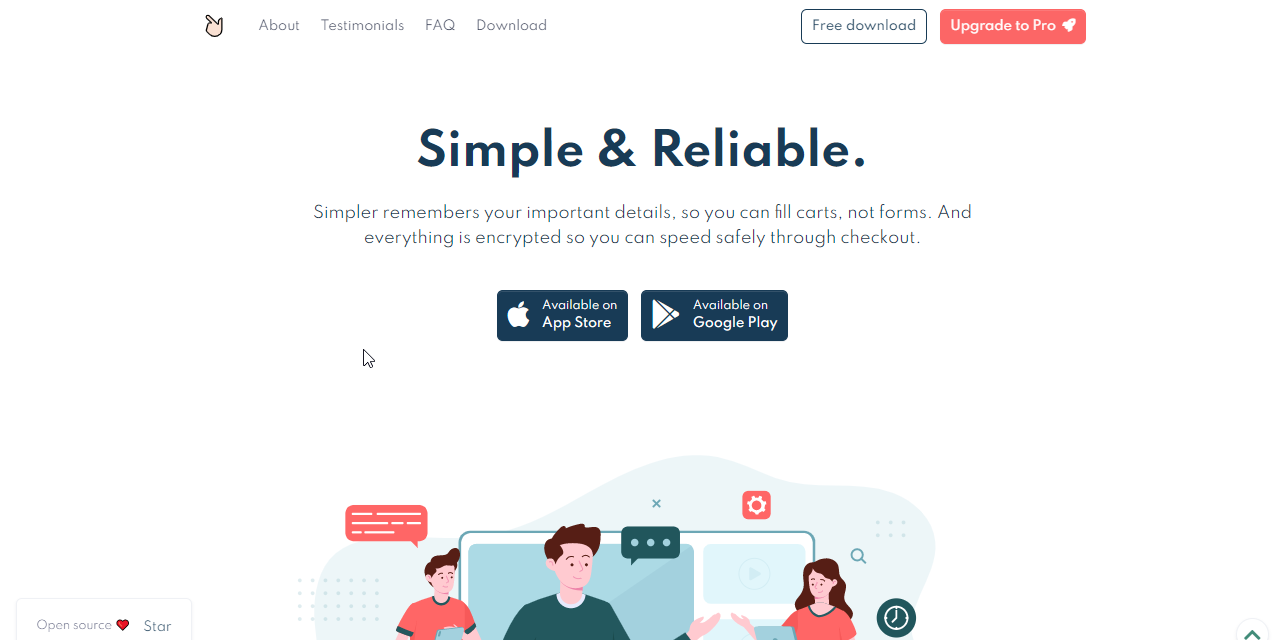 About Testimonials FAQ Download Free download Upgrade to Pro
Simple & Reliable.
Simpler remembers your important details, so you can fill carts, not forms. And
everything is encrypted so you can speed safely through checkout.
Available on
App Store
Available on
Google Play
Open source Star